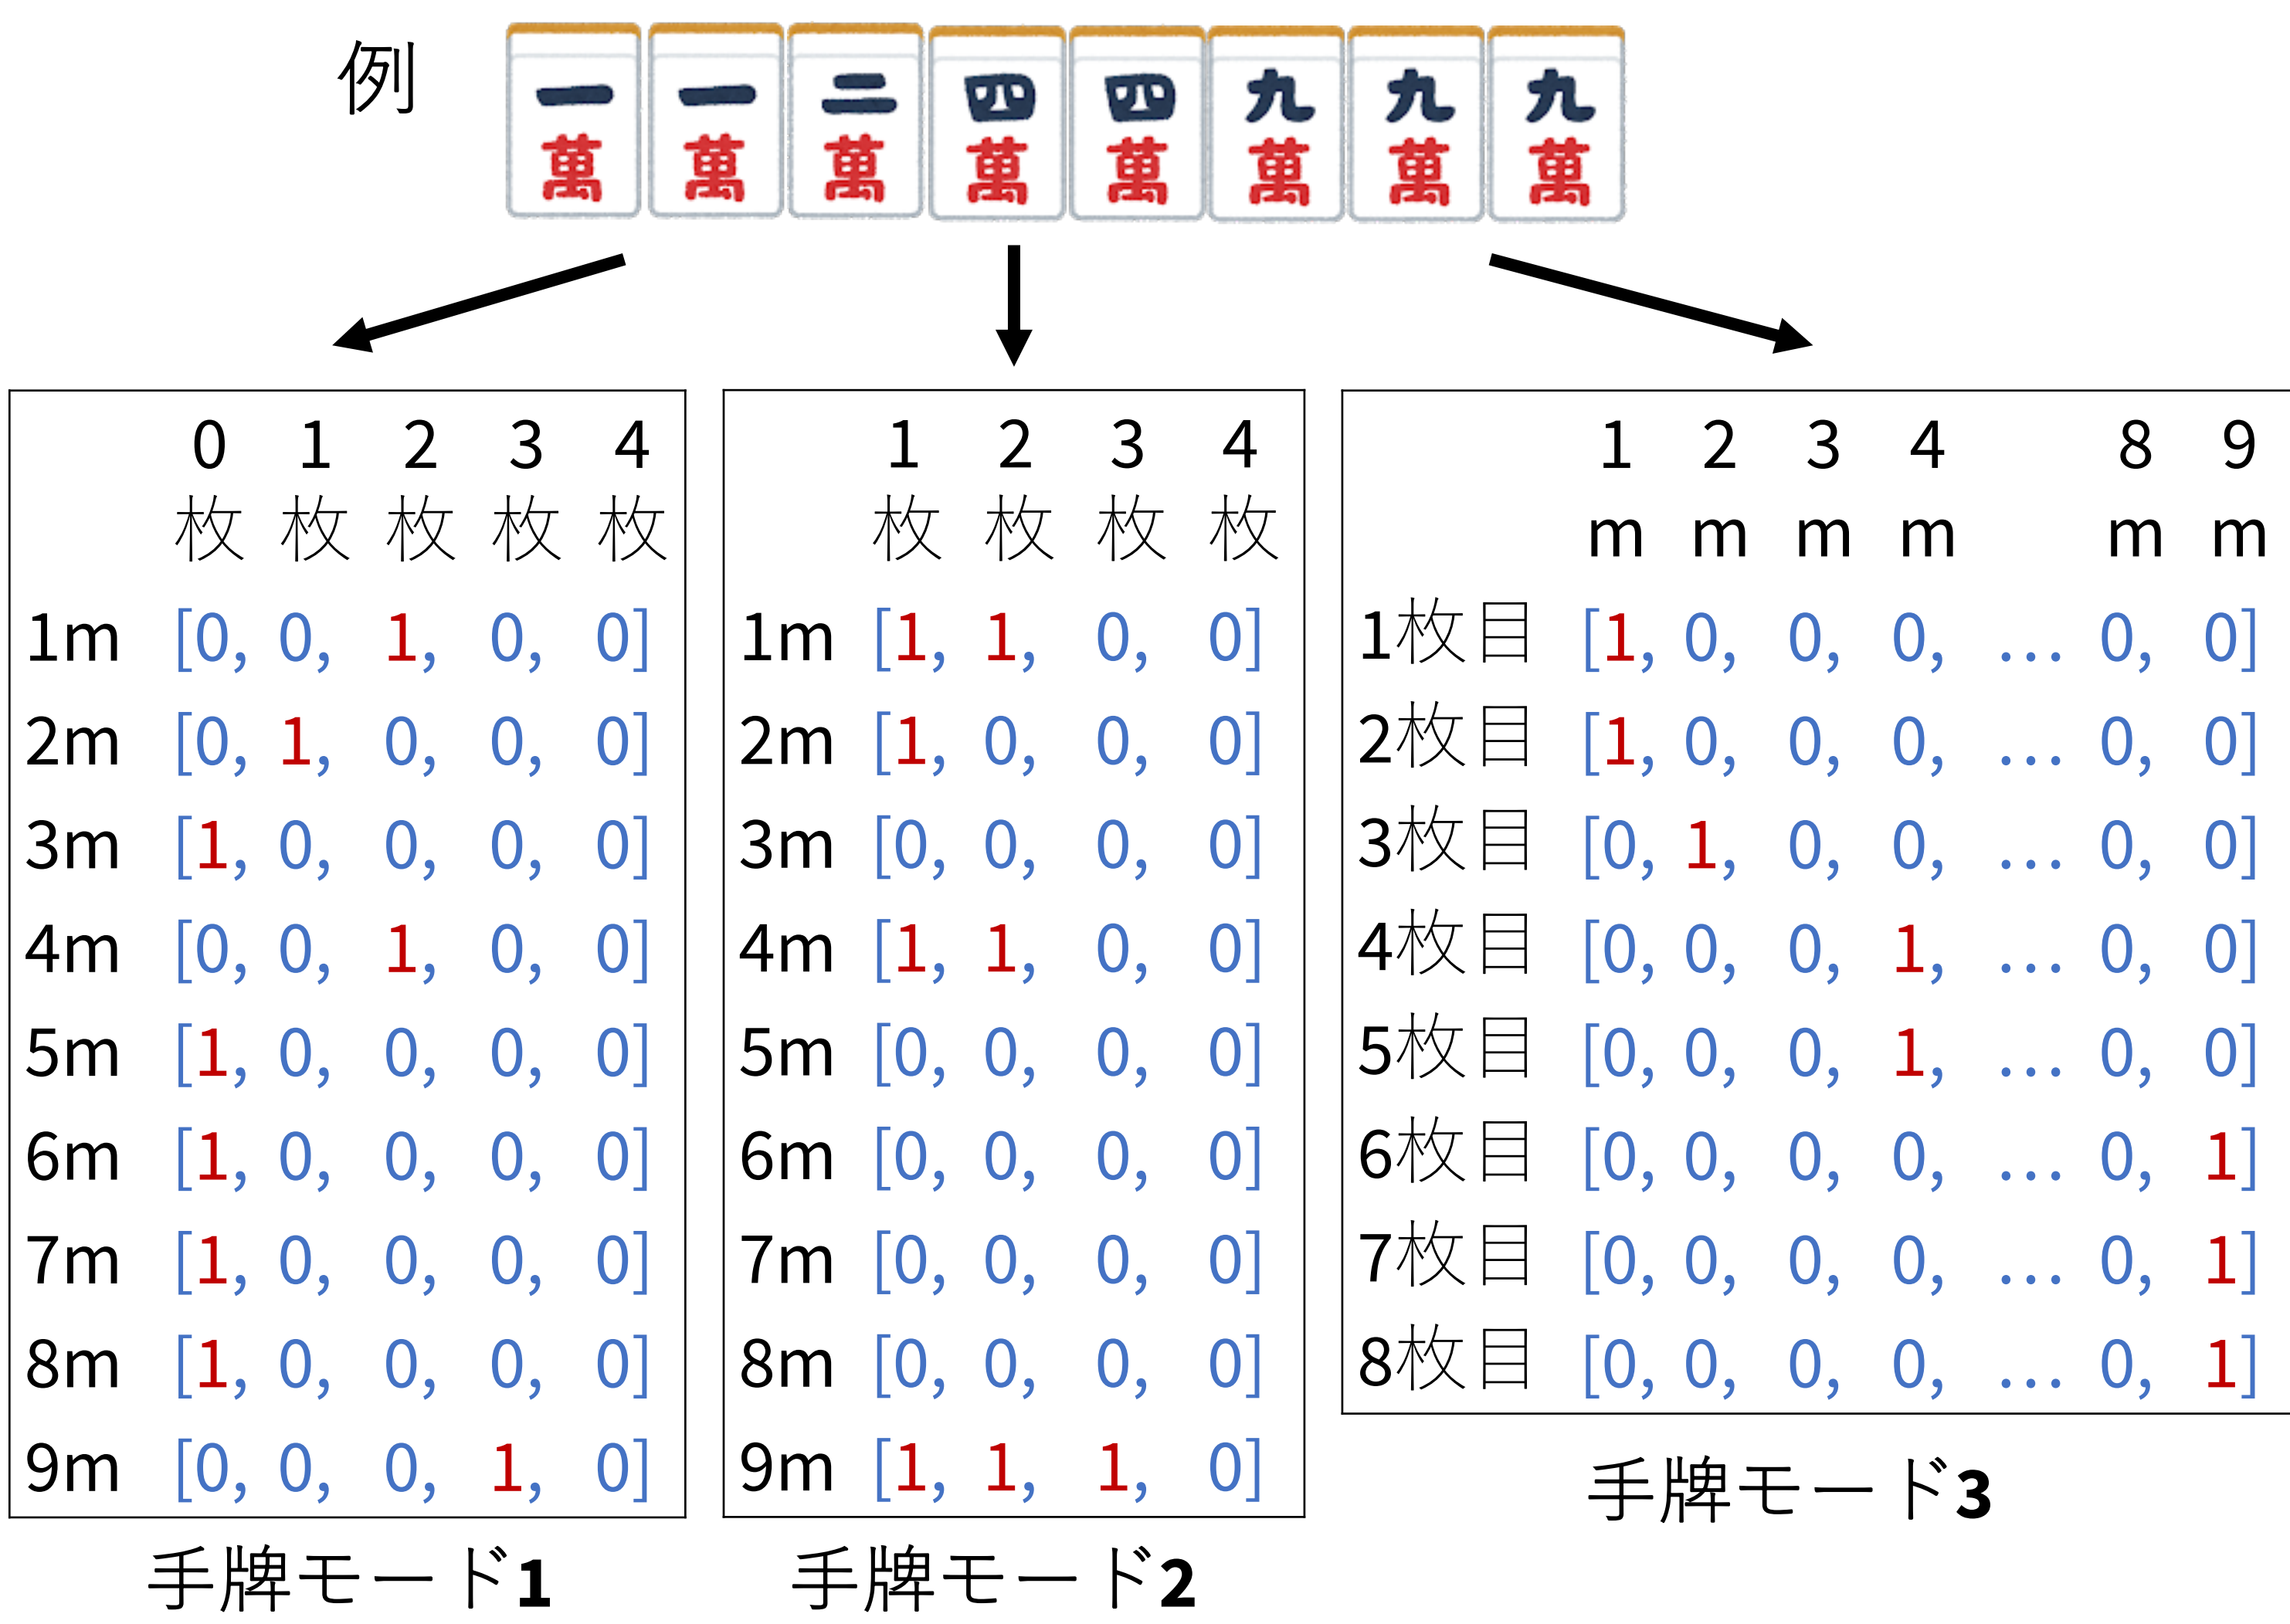 例
一萬 一萬 二萬 四萬 四萬 九萬 九萬 九萬
0枚 1枚 2枚 3枚 4枚
1m [0, 0, 1, 0, 0]
2m [0, 1, 0, 0, 0]
3m [1, 0, 0, 0, 0]
4m [0, 0, 1, 0, 0]
5m [1, 0, 0, 0, 0]
6m [1, 0, 0, 0, 0]
7m [1, 0, 0, 0, 0]
8m [1, 0, 0, 0, 0]
9m [0, 0, 0, 1, 0]
手牌モード1
1枚 2枚 3枚 4枚
1m [1, 1, 0, 0]
2m [1, 0, 0, 0]
3m [0, 0, 0, 0]
4m [1, 1, 0, 0]
5m [0, 0, 0, 0]
6m [0, 0, 0, 0]
7m [0, 0, 0, 0]
8m [0, 0, 0, 0]
9m [1, 1, 1, 0]
手牌モード2
1m 2m 3m 4m 8m 9m
1枚目 [1, 0, 0, 0, … 0, 0]
2枚目 [1, 0, 0, 0, … 0, 0]
3枚目 [0, 1, 0, 0, … 0, 0]
4枚目 [0, 0, 0, 1, … 0, 0]
5枚目 [0, 0, 0, 1, … 0, 0]
6枚目 [0, 0, 0, 0, … 0, 1]
7枚目 [0, 0, 0, 0, … 0, 1]
8枚目 [0, 0, 0, 0, … 0, 1]
手牌モード3